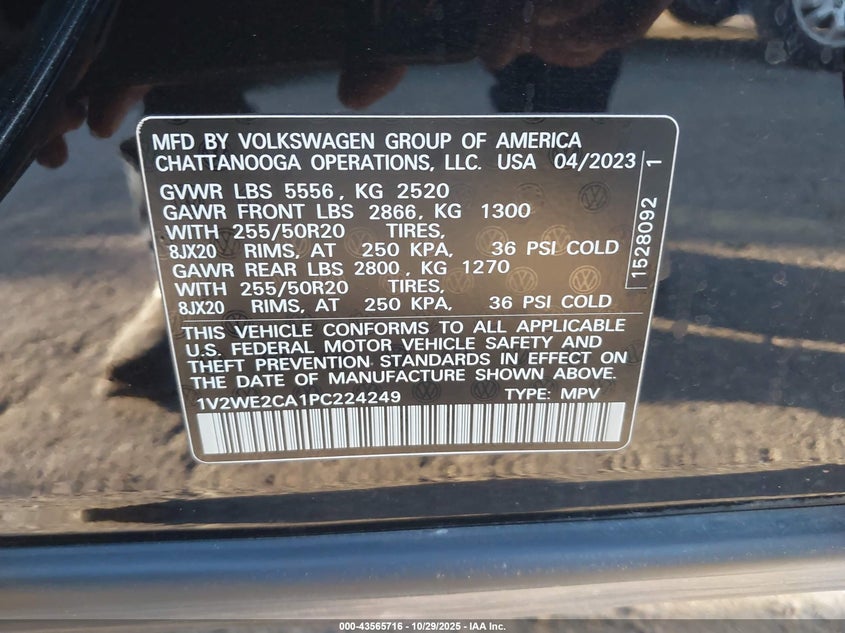 MFD BY VOLKSWAGEN GROUP OF AMERICA
CHATTANOOGA OPERATIONS, LLC. USA 04/2023
GVWR LBS 5556, KG 2520
GAWR FRONT LBS 2866, KG 1300
WITH 255/50R20 TIRES,
8JX20 RIMS, AT 250 KPA, 36 PSI COLD
GAWR REAR LBS 2800, KG 1270
WITH 255/50R20 TIRES,
8JX20 RIMS, AT 250 KPA, 36 PSI COLD
THIS VEHICLE CONFORMS TO ALL APPLICABLE
U.S. FEDERAL MOTOR VEHICLE SAFETY AND
THEFT PREVENTION STANDARDS IN EFFECT ON
THE DATE OF MANUFACTURE SHOWN ABOVE.
1V2WE2CA1PC224249 TYPE: MPV
1528092 1
000-43565716 | 10/29/2025 | IAA Inc.